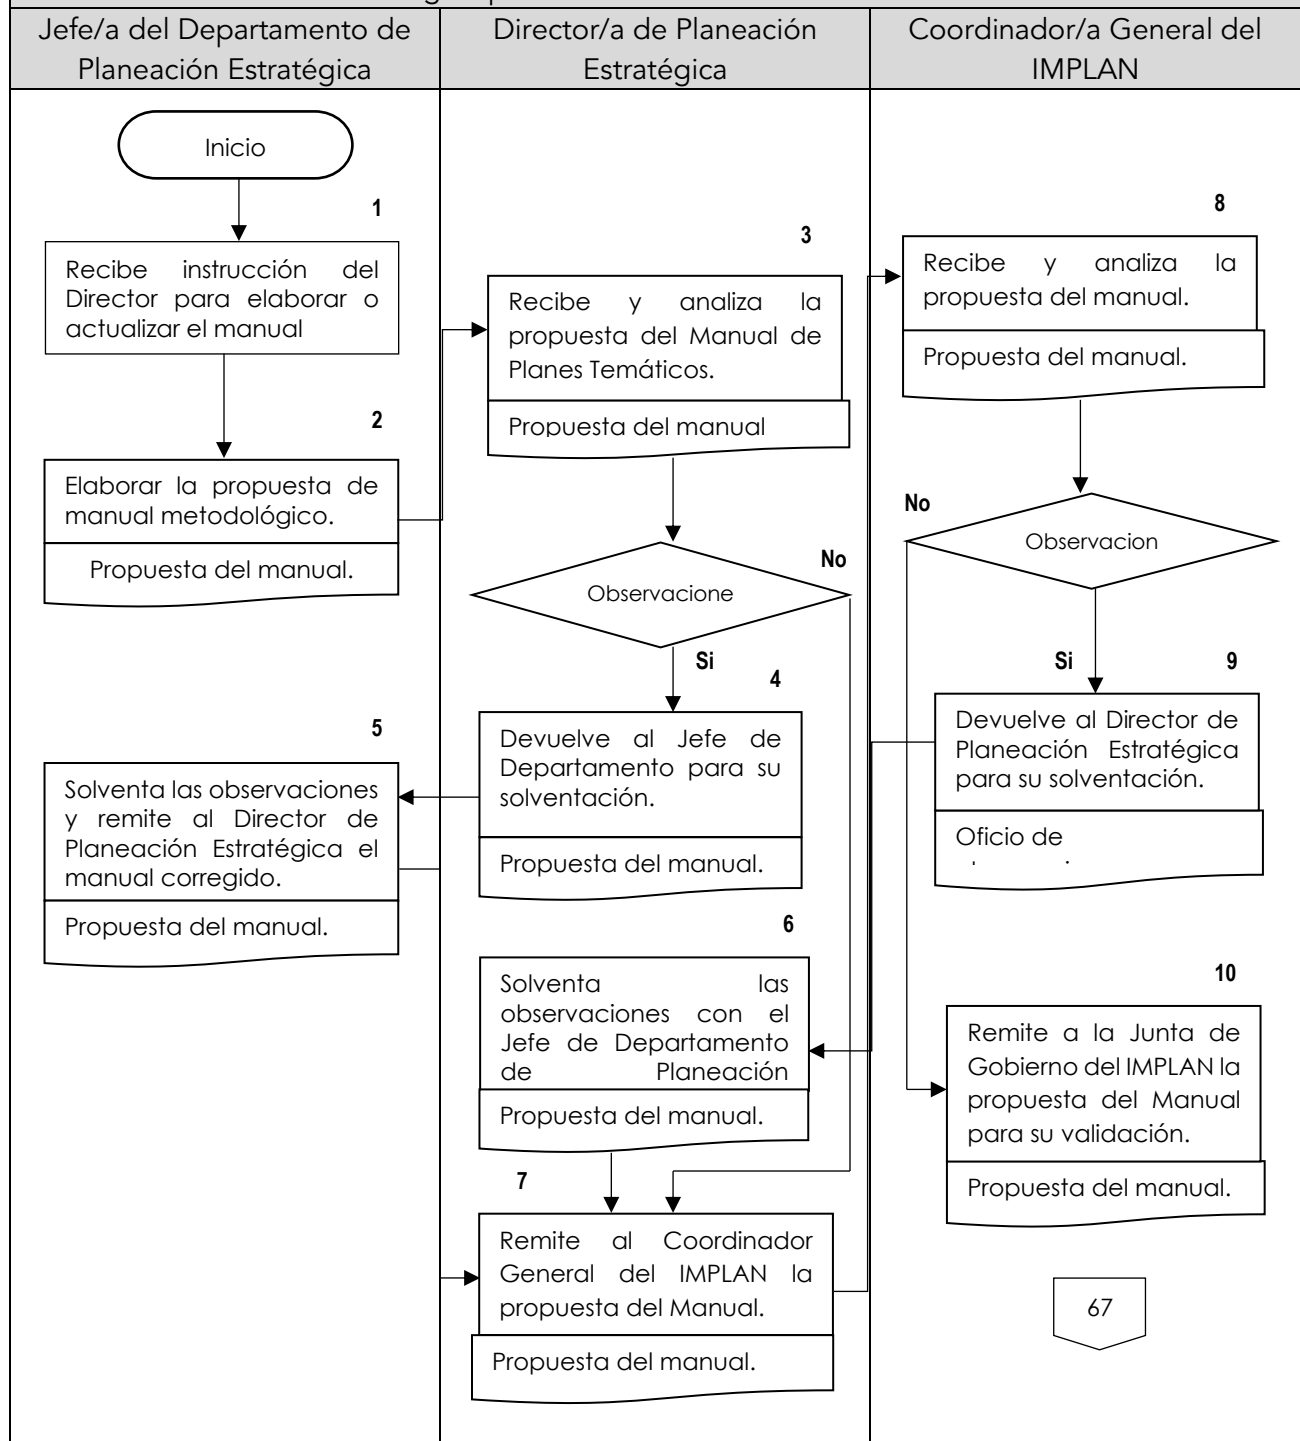 Jefe/a del Departamento de
Planeación Estratégica
Director/a de Planeación
Estratégica
Coordinador/a General del
IMPLAN
Inicio
1
Recibe instrucción del
Director para elaborar o
actualizar el manual
2
Elaborar la propuesta de
manual metodológico.
Propuesta del manual.
3
Recibe y analiza la
propuesta del Manual de
Planes Temáticos.
Propuesta del manual
Observacione
No
Si
4
Devuelve al Jefe de
Departamento para su
solventación.
Propuesta del manual.
5
Solventa las observaciones
y remite al Director de
Planeación Estratégica el
manual corregido.
Propuesta del manual.
6
Solventa las
observaciones con el
Jefe de Departamento
de Planeación
Propuesta del manual.
7
Remite al Coordinador
General del IMPLAN la
propuesta del Manual.
Propuesta del manual.
8
Recibe y analiza la
propuesta del manual.
Propuesta del manual.
No
Observacion
Si
9
Devuelve al Director de
Planeación Estratégica
para su solventación.
Oficio de
10
Remite a la Junta de
Gobierno del IMPLAN la
propuesta del Manual
para su validación.
Propuesta del manual.
67